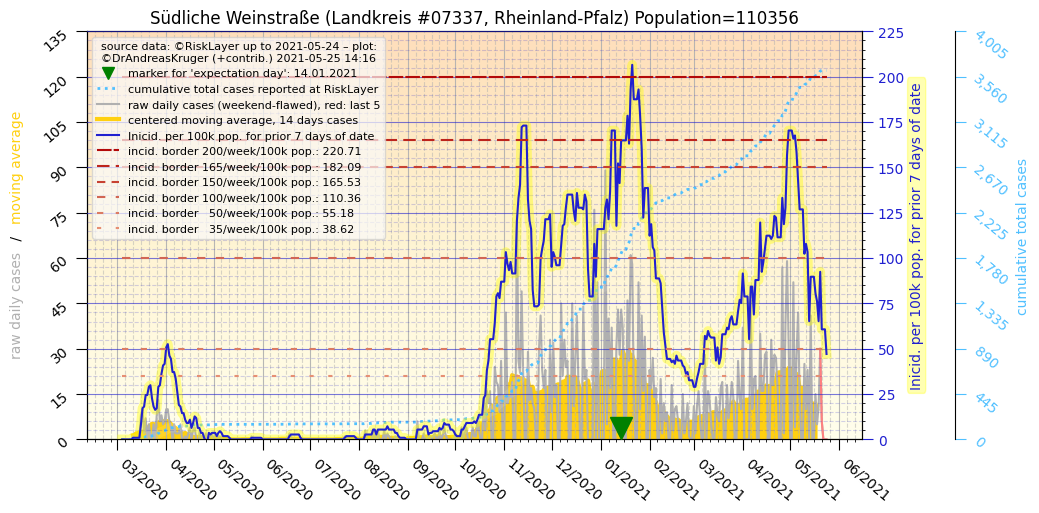 Südliche Weinstraße (Landkreis #07337, Rheinland-Pfalz) Population=110356
source data: ©RiskLayer up to 2021-05-24 – plot:
©DrAndreasKruger (+contrib.) 2021-05-25 14:16
marker for 'expectation day': 14.01.2021
cumulative total cases reported at RiskLayer
raw daily cases (weekend-flawed), red: last 5
centered moving average, 14 days cases
Inicid. per 100k pop. for prior 7 days of date
incid. border 200/week/100k pop.: 220.71
incid. border 165/week/100k pop.: 182.09
incid. border 150/week/100k pop.: 165.53
incid. border 100/week/100k pop.: 110.36
incid. border 50/week/100k pop.: 55.18
incid. border 35/week/100k pop.: 38.62
raw daily cases / moving average
135
120
105
90
75
60
45
30
15
0
03/2020
04/2020
05/2020
06/2020
07/2020
08/2020
09/2020
10/2020
11/2020
12/2020
01/2021
02/2021
03/2021
04/2021
05/2021
06/2021
225
200
175
150
125
100
75
50
25
0
Inicid. per 100k pop. for prior 7 days of date
4,005
3,560
3,115
2,670
2,225
1,780
1,335
890
445
0
cumulative total cases